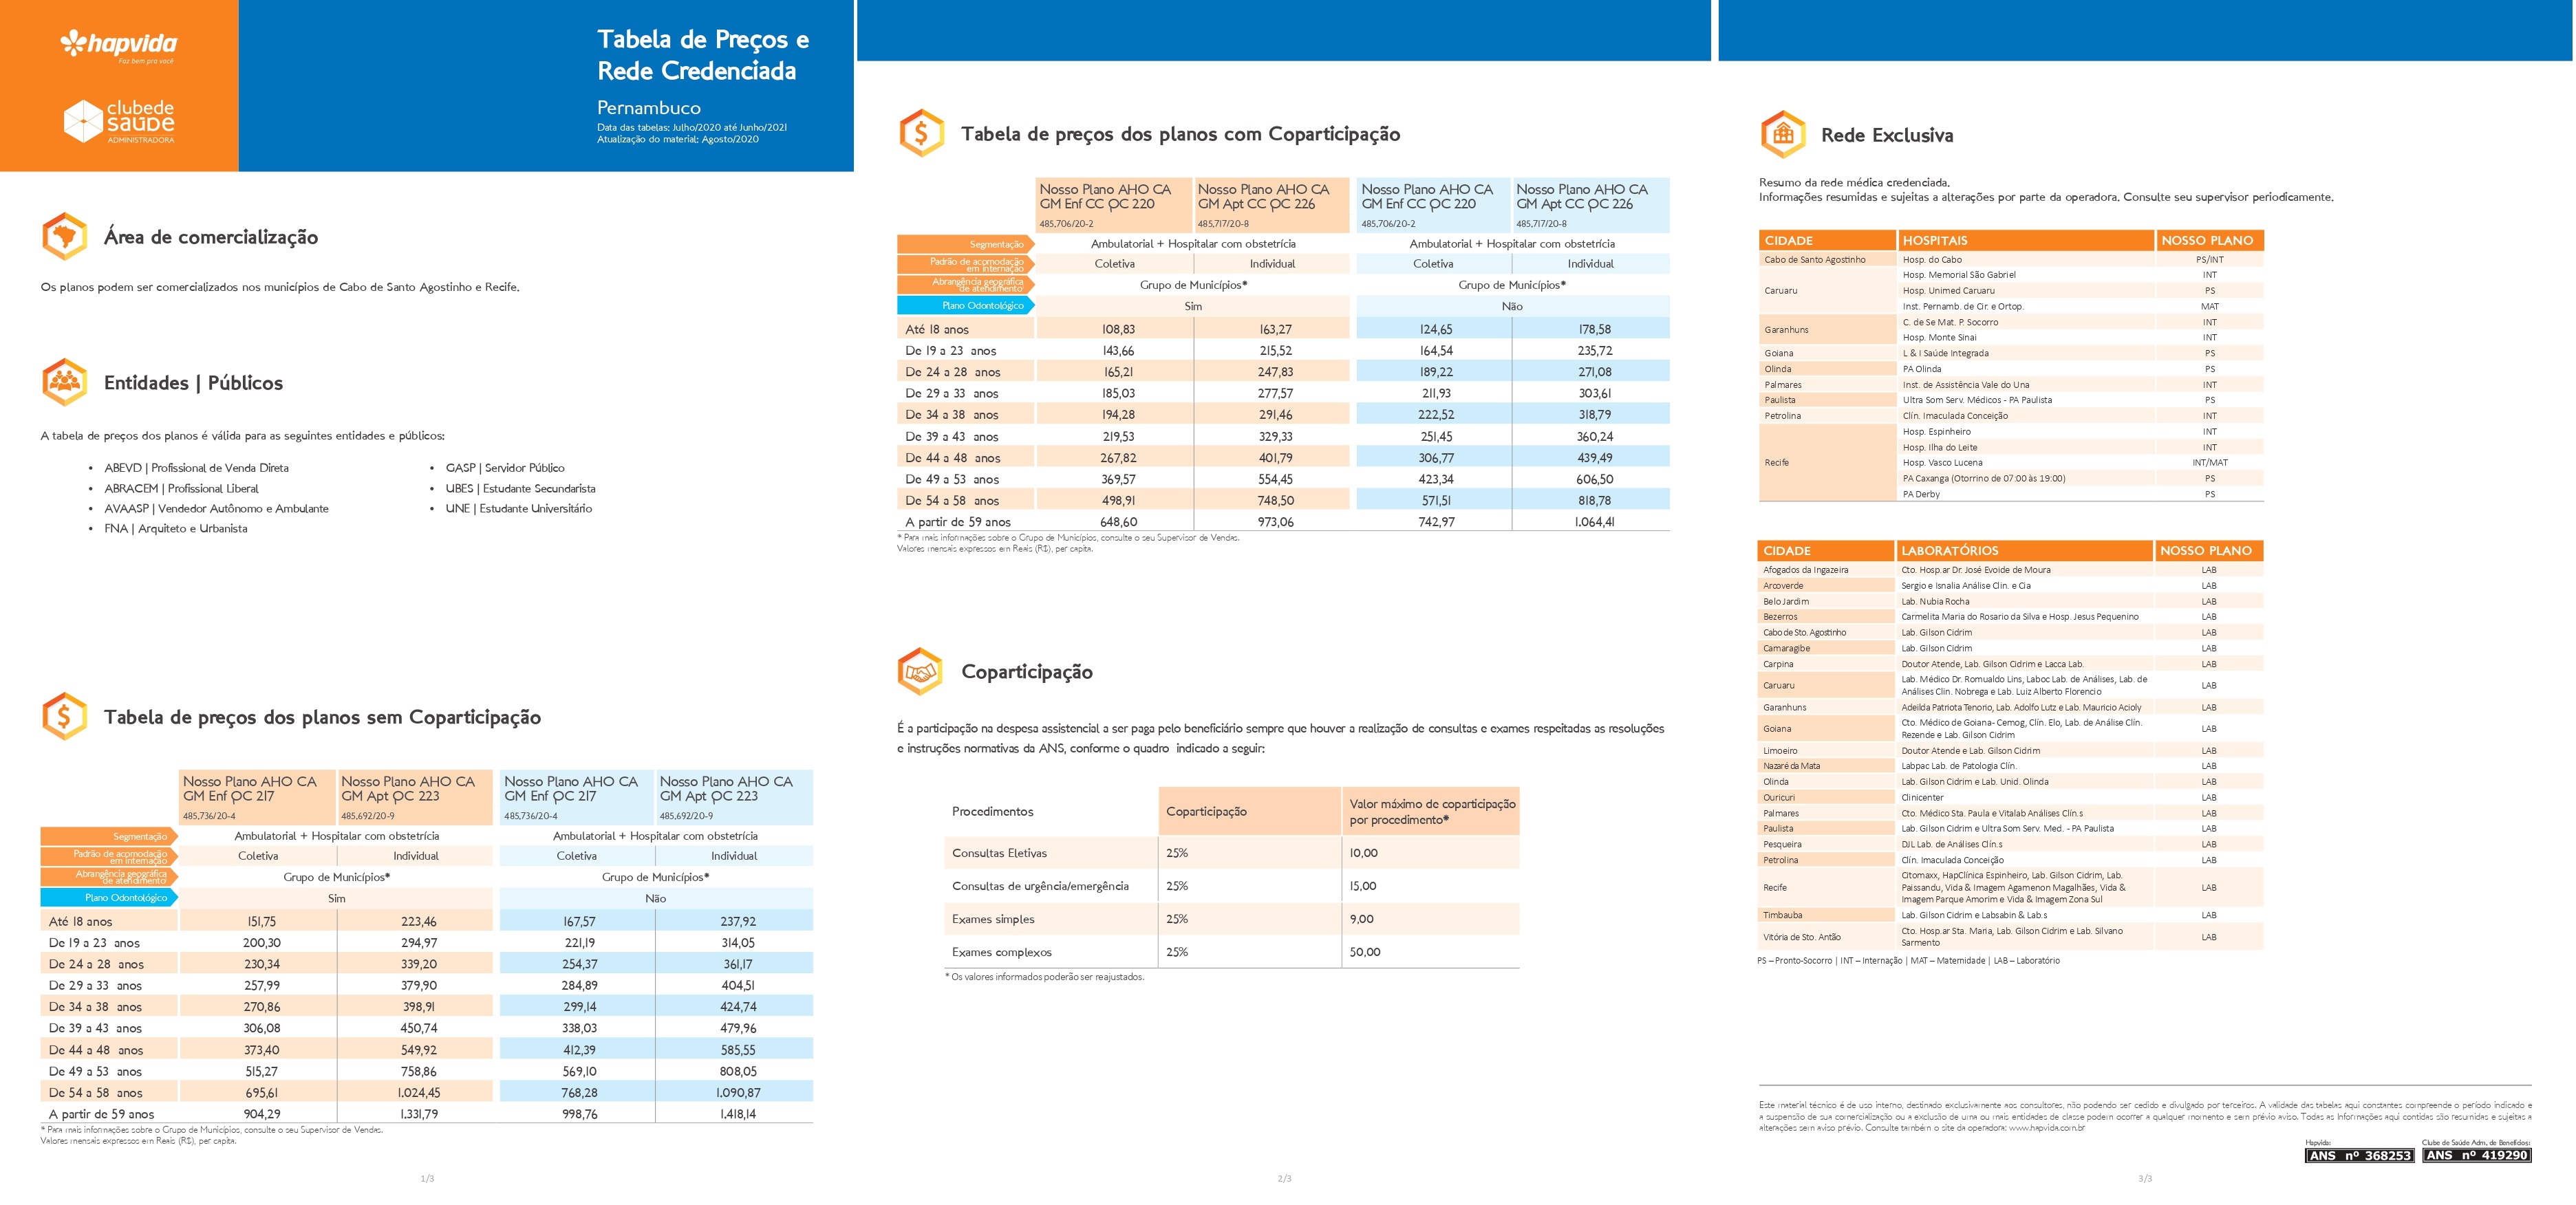 hapvida
Faz bem pra você
clubede
saúde
ADMINISTRADORA
Tabela de Preços e
Rede Credenciada
Pernambuco
Data das tabelas: Julho/2020 até Junho/2021
Atualização do material: Agosto/2020
Área de comercialização
Os planos podem ser comercializados nos municípios de Cabo de Santo Agostinho e Recife.
Entidades | Públicos
A tabela de preços dos planos é válida para as seguintes entidades e públicos:
• ABEVD | Profissional de Venda Direta
• ABRACEM | Profissional Liberal
• AVAASP | Vendedor Autônomo e Ambulante
• FNA | Arquiteto e Urbanista
• GASP | Servidor Público
• UBES | Estudante Secundarista
• UNE | Estudante Universitário
Tabela de preços dos planos sem Coparticipação
Nosso Plano AHO CA Nosso Plano AHO CA Nosso Plano AHO CA Nosso Plano AHO CA
GM Enf QC 217 GM Apt QC 223 GM Enf QC 217 GM Apt QC 223
485.736/20-4 485.692/20-9 485.736/20-4 485.692/20-9
Segmentação Ambulatorial + Hospitalar com obstetrícia Ambulatorial + Hospitalar com obstetrícia
Padrão de acomodação
em internação Coletiva Individual Coletiva Individual
Abrangência geográfica
de atendimento Grupo de Municípios* Grupo de Municípios*
Plano Odontológico Sim Não
Até 18 anos 151,75 223,46 167,57 237,92
De 19 a 23 anos 200,30 294,97 221,19 314,05
De 24 a 28 anos 230,34 339,20 254,37 361,17
De 29 a 33 anos 257,99 379,90 284,89 404,51
De 34 a 38 anos 270,86 398,91 299,14 424,74
De 39 a 43 anos 306,08 450,74 338,03 479,96
De 44 a 48 anos 373,40 549,92 412,39 585,55
De 49 a 53 anos 515,27 758,86 569,10 808,05
De 54 a 58 anos 695,61 1.024,45 768,28 1.090,87
A partir de 59 anos 904,29 1.331,79 998,76 1.418,14
* Para mais informações sobre o Grupo de Municípios, consulte o seu Supervisor de Vendas.
Valores mensais expressos em Reais (R$), per capita.
1/3
Tabela de preços dos planos com Coparticipação
Nosso Plano AHO CA Nosso Plano AHO CA Nosso Plano AHO CA Nosso Plano AHO CA
GM Enf CC QC 220 GM Apt CC QC 226 GM Enf CC QC 220 GM Apt CC QC 226
485.706/20-2 485.717/20-8 485.706/20-2 485.717/20-8
Segmentação Ambulatorial + Hospitalar com obstetrícia Ambulatorial + Hospitalar com obstetrícia
Padrão de acomodação
em internação Coletiva Individual Coletiva Individual
Abrangência geográfica
de atendimento Grupo de Municípios* Grupo de Municípios*
Plano Odontológico Sim Não
Até 18 anos 108,83 163,27 124,65 178,58
De 19 a 23 anos 143,66 215,52 164,54 235,72
De 24 a 28 anos 165,21 247,83 189,22 271,08
De 29 a 33 anos 185,03 277,57 211,93 303,61
De 34 a 38 anos 194,28 291,46 222,52 318,79
De 39 a 43 anos 219,53 329,33 251,45 360,24
De 44 a 48 anos 267,82 401,79 306,77 439,49
De 49 a 53 anos 369,57 554,45 423,34 606,50
De 54 a 58 anos 498,91 748,50 571,51 818,78
A partir de 59 anos 648,60 973,06 742,97 1.064,41
* Para mais informações sobre o Grupo de Municípios, consulte o seu Supervisor de Vendas.
Valores mensais expressos em Reais (R$), per capita.
Coparticipação
É a participação na despesa assistencial a ser paga pelo beneficiário sempre que houver a realização de consultas e exames respeitadas as resoluções
e instruções normativas da ANS, conforme o quadro indicado a seguir:
Procedimentos Coparticipação Valor máximo de coparticipação
por procedimento*
Consultas Eletivas 25% 10,00
Consultas de urgência/emergência 25% 15,00
Exames simples 25% 9,00
Exames complexos 25% 50,00
* Os valores informados poderão ser reajustados.
2/3
Rede Exclusiva
Resumo da rede médica credenciada.
Informações resumidas e sujeitas a alterações por parte da operadora. Consulte seu supervisor periodicamente.
CIDADE HOSPITAIS NOSSO PLANO
Cabo de Santo Agostinho Hosp. do Cabo PS/INT
Caruaru Hosp. Memorial São Gabriel INT
Hosp. Unimed Caruaru PS
Inst. Pernamb. de Cir. e Ortop. MAT
Garanhuns C. de Se Mat. P. Socorro INT
Hosp. Monte Sinai INT
Goiana L & I Saúde Integrada PS
Olinda PA Olinda PS
Palmares Inst. de Assistência Vale do Una INT
Paulista Ultra Som Serv. Médicos - PA Paulista PS
Petrolina Clín. Imaculada Conceição INT
Recife Hosp. Espinheiro INT
Hosp. Ilha do Leite INT
Hosp. Vasco Lucena INT/MAT
PA Caxanga (Otorrino de 07:00 às 19:00) PS
PA Derby PS
CIDADE LABORATÓRIOS NOSSO PLANO
Afogados da Ingazeira Cto. Hosp.ar Dr. José Evoide de Moura LAB
Arcoverde Sergio e Isnalia Análise Clin. e Cia LAB
Belo Jardim Lab. Nubia Rocha LAB
Bezerros Carmelita Maria do Rosario da Silva e Hosp. Jesus Pequenino LAB
Cabo de Sto. Agostinho Lab. Gilson Cidrim LAB
Camaragibe Lab. Gilson Cidrim LAB
Carpina Doutor Atende, Lab. Gilson Cidrim e Lacca Lab. LAB
Caruaru Lab. Médico Dr. Romualdo Lins, Laboc Lab. de Análises, Lab. de
Análises Clin. Nobrega e Lab. Luiz Alberto Florencio LAB
Garanhuns Adeilda Patriota Tenorio, Lab. Adolfo Lutz e Lab. Mauricio Acioly LAB
Goiana Cto. Médico de Goiana- Cemog, Clín. Elo, Lab. de Análise Clín.
Rezende e Lab. Gilson Cidrim LAB
Limoeiro Doutor Atende e Lab. Gilson Cidrim LAB
Nazaré da Mata Labpac Lab. de Patologia Clín. LAB
Olinda Lab. Gilson Cidrim e Lab. Unid. Olinda LAB
Ouricuri Clinicenter LAB
Palmares Cto. Médico Sta. Paula e Vitalab Análises Clín.s LAB
Paulista Lab. Gilson Cidrim e Ultra Som Serv. Med. - PA Paulista LAB
Pesqueira DJL Lab. de Análises Clín.s LAB
Petrolina Clín. Imaculada Conceição LAB
Recife Citomaxx, HapClínica Espinheiro, Lab. Gilson Cidrim, Lab.
Paissandu, Vida & Imagem Agamenon Magalhães, Vida &
Imagem Parque Amorim e Vida & Imagem Zona Sul LAB
Timbauba Lab. Gilson Cidrim e Labsabin & Lab.s LAB
Vitória de Sto. Antão Cto. Hosp.ar Sta. Maria, Lab. Gilson Cidrim e Lab. Silvano
Sarmento LAB
PS – Pronto-Socorro | INT – Internação | MAT – Maternidade | LAB – Laboratório
Este material técnico é de uso interno, destinado exclusivamente aos consultores, não podendo ser cedido e divulgado por terceiros. A validade das tabelas aqui constantes compreende o período indicado e
a suspensão de sua comercialização ou a exclusão de uma ou mais entidades de classe podem ocorrer a qualquer momento e sem prévio aviso. Todas as Informações aqui contidas são resumidas e sujeitas a
alterações sem aviso prévio. Consulte também o site da operadora: www.hapvida.com.br
Hapvida: Clube de Saúde Adm. de Benefícios:
ANS nº 368253 ANS nº 419290
3/3